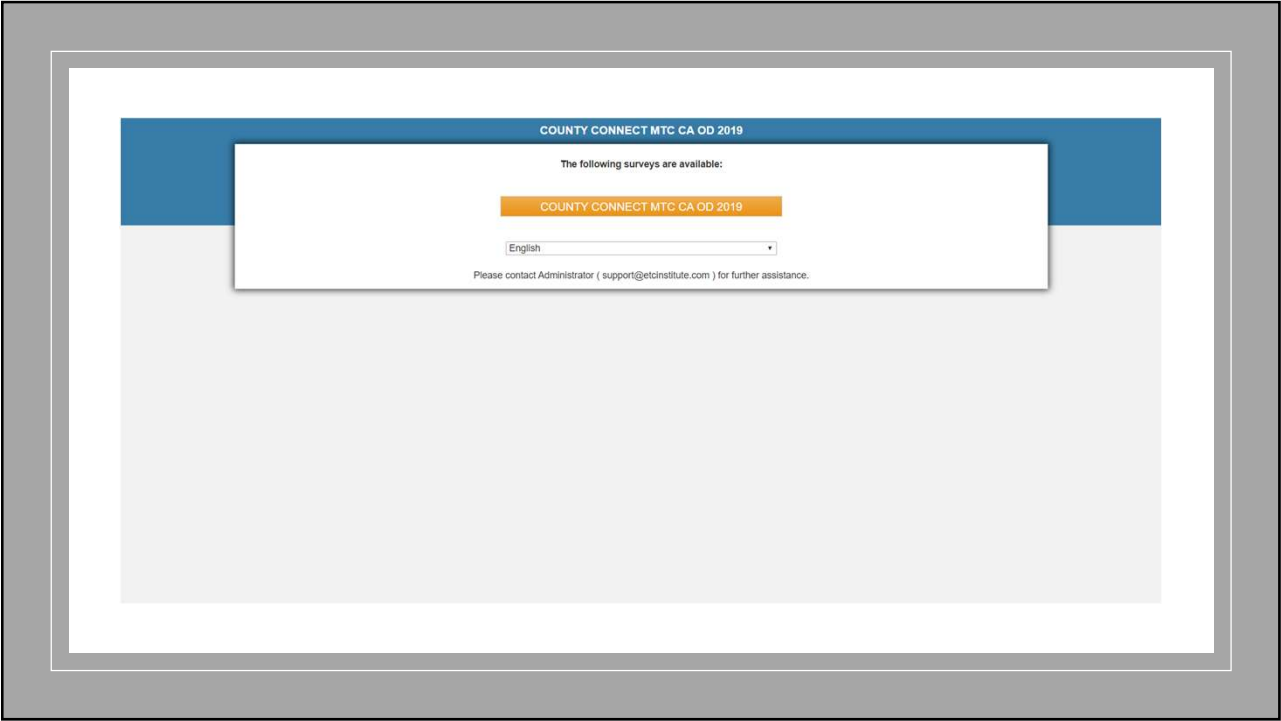 COUNTY CONNECT MTC CA OD 2019
The following surveys are available:
COUNTY CONNECT MTC CA OD 2019
English
Please contact Administrator ( support@etcinstitute.com ) for further assistance.